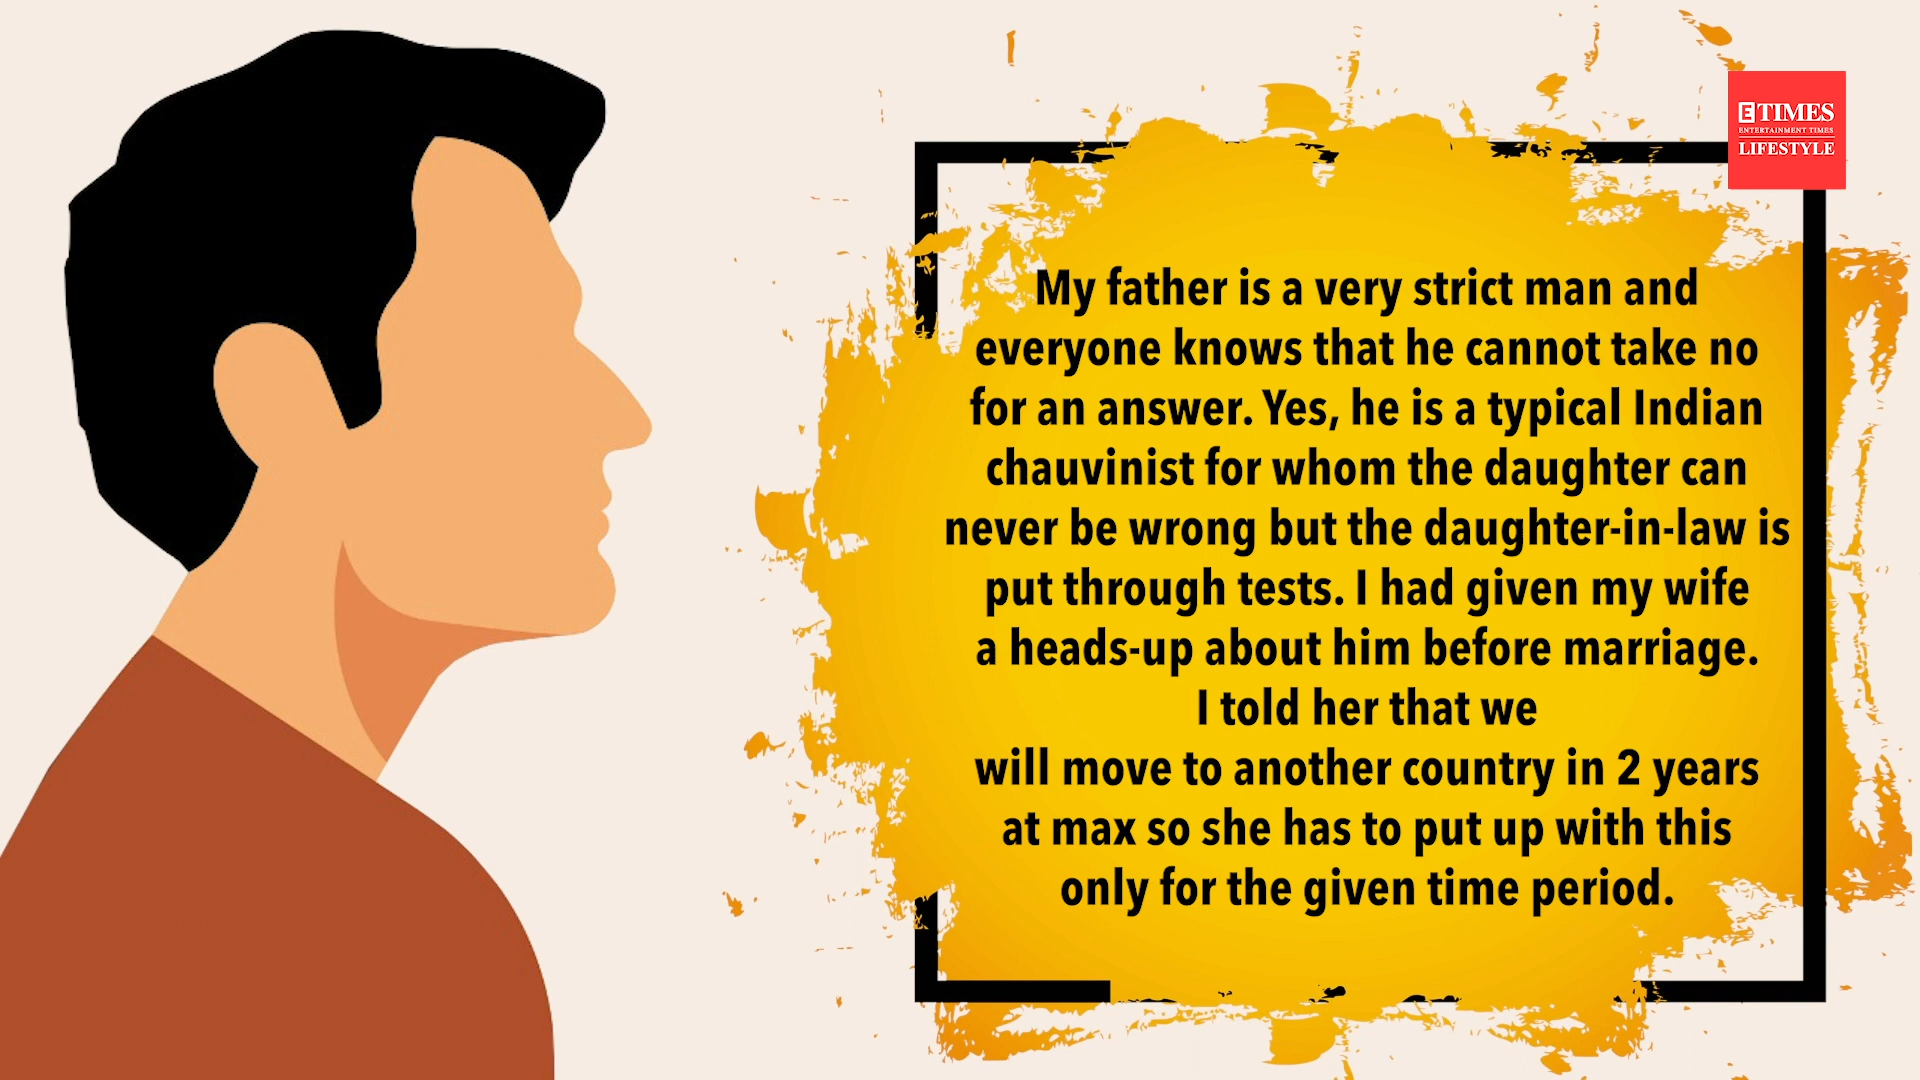 ETIMES
ENTERTAINMENT TIMES
LIFESTYLE
My father is a very strict man and
everyone knows that he cannot take no
for an answer. Yes, he is a typical Indian
chauvinist for whom the daughter can
never be wrong but the daughter-in-law is
put through tests. I had given my wife
a heads-up about him before marriage.
I told her that we
will move to another country in 2 years
at max so she has to put up with this
only for the given time period.